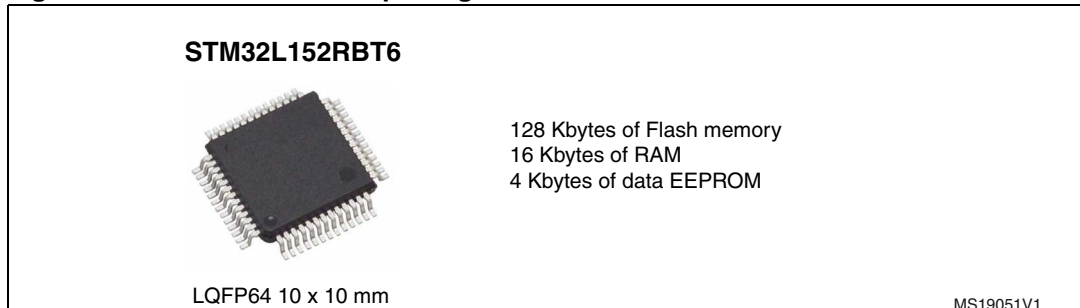 STM32L152RBT6
128 Kbytes of Flash memory
16 Kbytes of RAM
4 Kbytes of data EEPROM
LQFP64 10 x 10 mm
MS19051V1